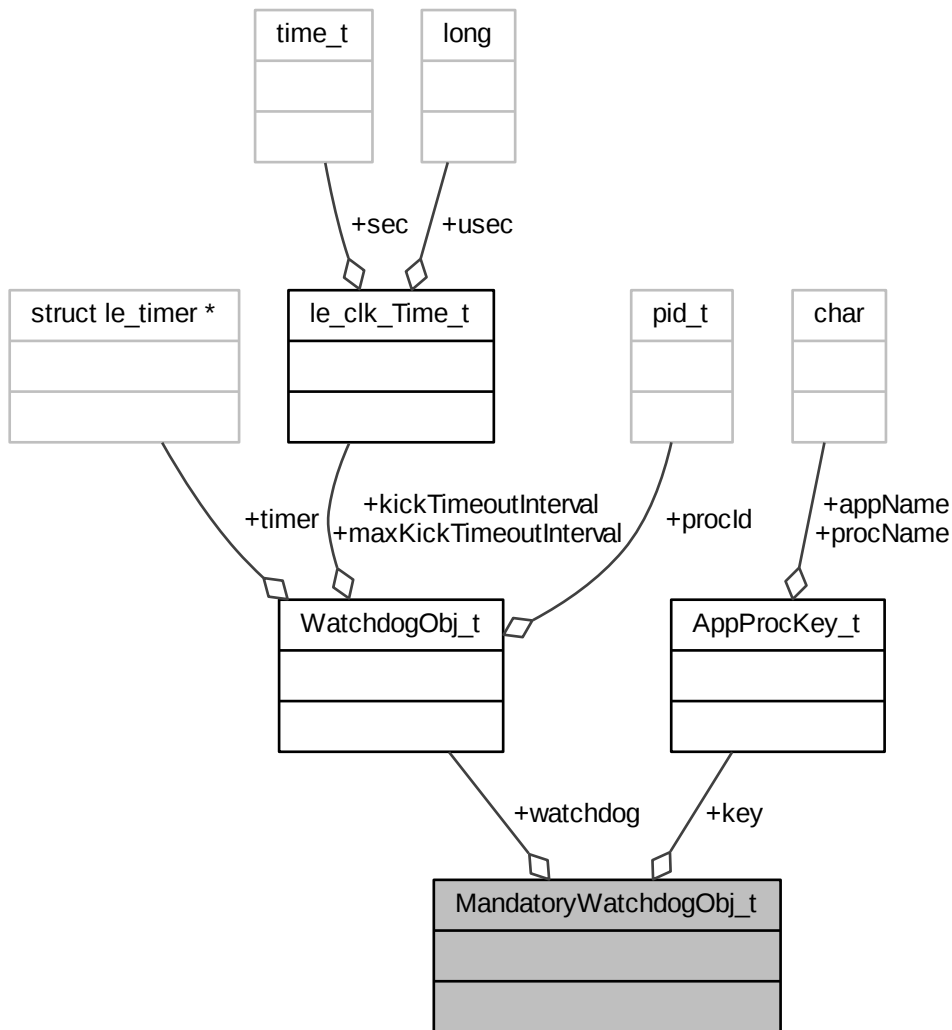 time_t
long
+sec
+usec
struct le_timer *
le_clk_Time_t
pid_t
char
+timer
+kickTimeoutInterval
+maxKickTimeoutInterval
+procId
+appName
+procName
WatchdogObj_t
AppProcKey_t
+watchdog
+key
MandatoryWatchdogObj_t